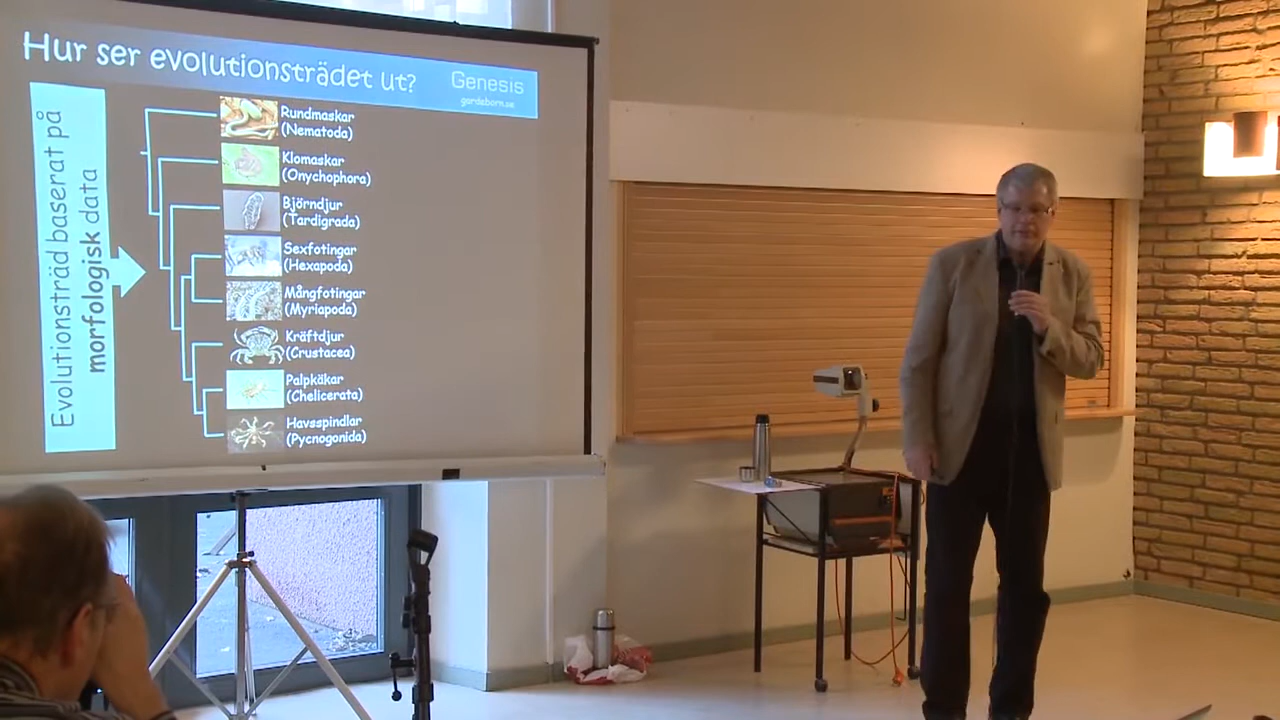 Hur ser evolutionsträdet ut?
Genesis
gardeborn.se
Evolutionsträd baserat på
morfologisk data
Rundmaskar
(Nematoda)
Klomaskar
(Onychophora)
Björndjur
(Tardigrada)
Sexfotingar
(Hexapoda)
Mångfotingar
(Myriapoda)
Kräftdjur
(Crustacea)
Palpkäkar
(Chelicerata)
Havsspindlar
(Pycnogonida)